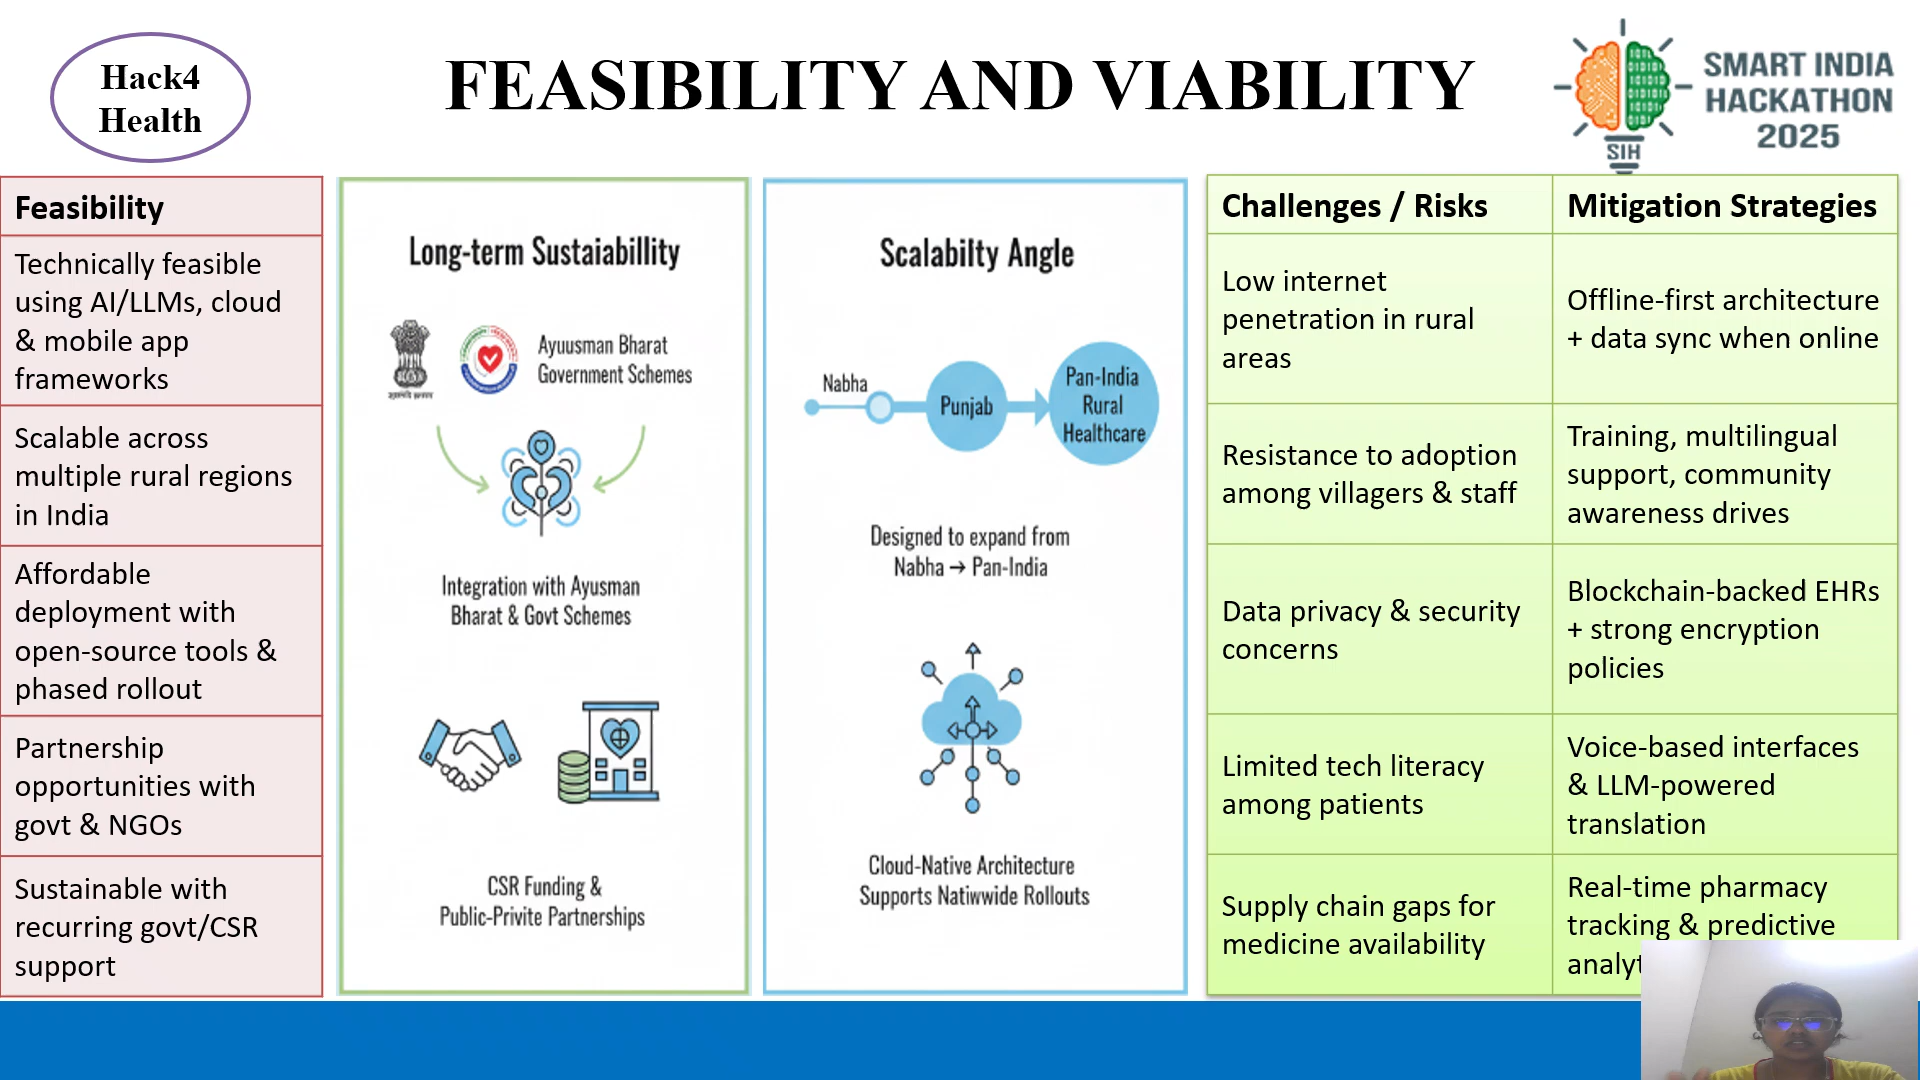 Hack4
Health
FEASIBILITY AND VIABILITY
SMART INDIA
HACKATHON
2025
SIH
Feasibility
Technically feasible
using AI/LLMs, cloud
& mobile app
frameworks
Scalable across
multiple rural regions
in India
Affordable
deployment with
open-source tools &
phased rollout
Partnership
opportunities with
govt & NGOs
Sustainable with
recurring govt/CSR
support
Long-term Sustaiabillity
Ayuusman Bharat
Government Schemes
Integration with Ayusman
Bharat & Govt Schemes
CSR Funding &
Public-Privite Partnerships
Scalabilty Angle
Nabha
Punjab
Pan-India
Rural
Healthcare
Designed to expand from
Nabha → Pan-India
Cloud-Native Architecture
Supports Natiwwide Rollouts
Challenges / Risks
Mitigation Strategies
Low internet
penetration in rural
areas
Offline-first architecture
+ data sync when online
Resistance to adoption
among villagers & staff
Training, multilingual
support, community
awareness drives
Data privacy & security
concerns
Blockchain-backed EHRs
+ strong encryption
policies
Limited tech literacy
among patients
Voice-based interfaces
& LLM-powered
translation
Supply chain gaps for
medicine availability
Real-time pharmacy
tracking & predictive